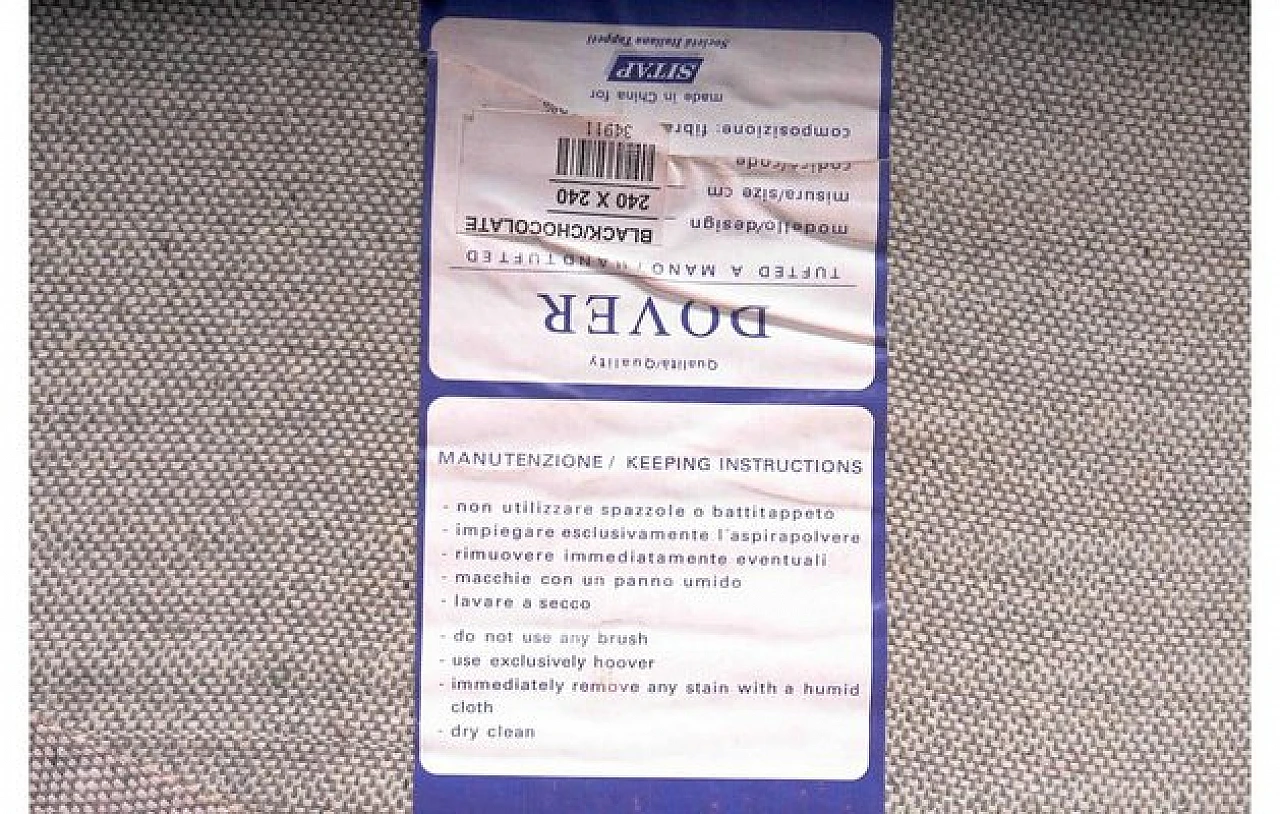 Qualità/Quality
DOVER
TUFTED A MANO / HANDTUFTED
modello/design BLACK/CHOCOLATE
misura/size cm 240 X 240
codice/code
34911
composizione: fibra
made in China for
SITAP
Società Italiana Tappeti
MANUTENZIONE / KEEPING INSTRUCTIONS
- non utilizzare spazzole o battitappeto
- impiegare esclusivamente l'aspirapolvere
- rimuovere immediatamente eventuali
- macchie con un panno umido
- lavare a secco
- do not use any brush
- use exclusively hoover
- immediately remove any stain with a humid
cloth
- dry clean